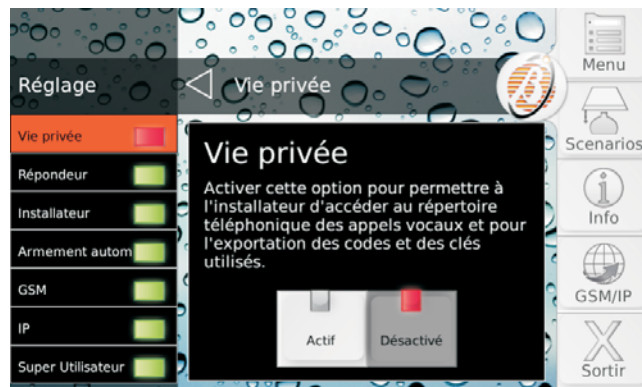 Réglage
Vie privée
Menu
Vie privée
Répondeur
Installateur
Armement autom
GSM
IP
Super Utilisateur
Vie privée
Activer cette option pour permettre à
l'installateur d'accéder au répertoire
téléphonique des appels vocaux et pour
l'exportation des codes et des clés
utilisés.
Actif
Désactivé
Scenarios
Info
GSM/IP
Sortir